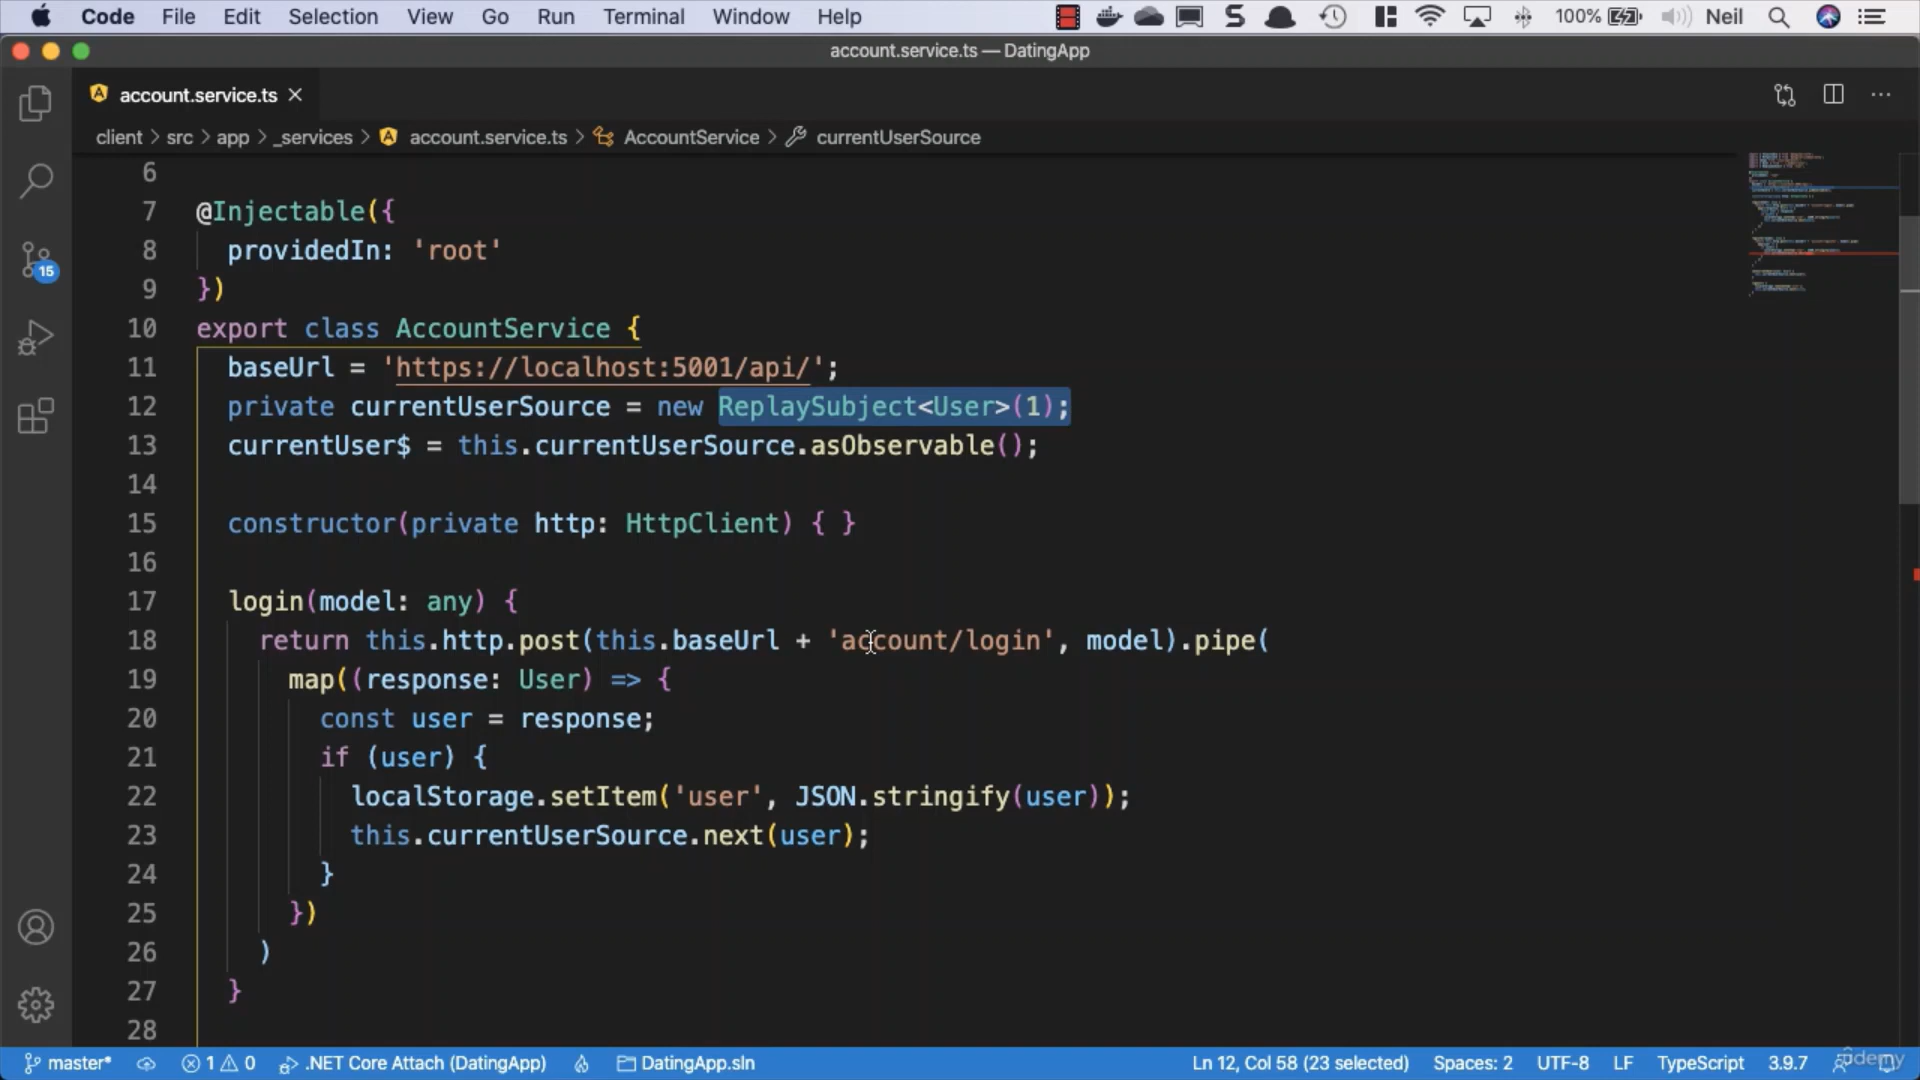 Code File Edit Selection View Go Run Terminal Window Help 100% Neil
account.service.ts — DatingApp
account.service.ts
client > src > app > _services > account.service.ts > AccountService > currentUserSource
6
7 @Injectable({
8 providedIn: 'root'
9 })
10 export class AccountService {
11 baseUrl = 'https://localhost:5001/api/';
12 private currentUserSource = new ReplaySubject<User>(1);
13 currentUser$ = this.currentUserSource.asObservable();
14
15 constructor(private http: HttpClient) { }
16
17 login(model: any) {
18 return this.http.post(this.baseUrl + 'account/login', model).pipe(
19 map((response: User) => {
20 const user = response;
21 if (user) {
22 localStorage.setItem('user', JSON.stringify(user));
23 this.currentUserSource.next(user);
24 }
25 })
26 )
27 }
28
15
master* 1 0 .NET Core Attach (DatingApp) DatingApp.sln Ln 12, Col 58 (23 selected) Spaces: 2 UTF-8 LF TypeScript 3.9.7
udemy